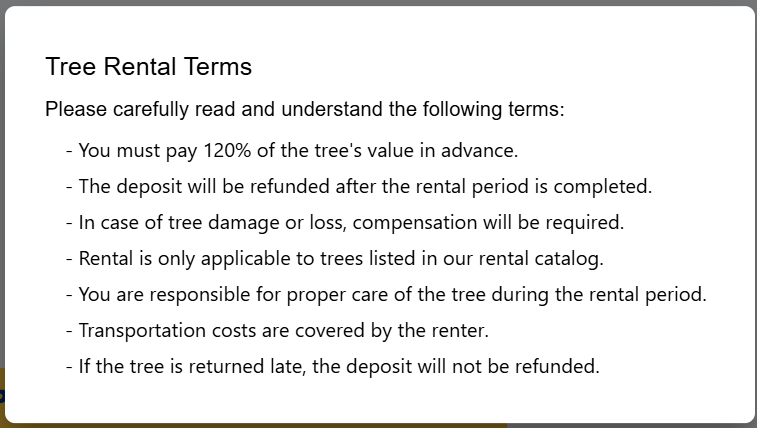 Tree Rental Terms
Please carefully read and understand the following terms:
- You must pay 120% of the tree's value in advance.
- The deposit will be refunded after the rental period is completed.
- In case of tree damage or loss, compensation will be required.
- Rental is only applicable to trees listed in our rental catalog.
- You are responsible for proper care of the tree during the rental period.
- Transportation costs are covered by the renter.
- If the tree is returned late, the deposit will not be refunded.